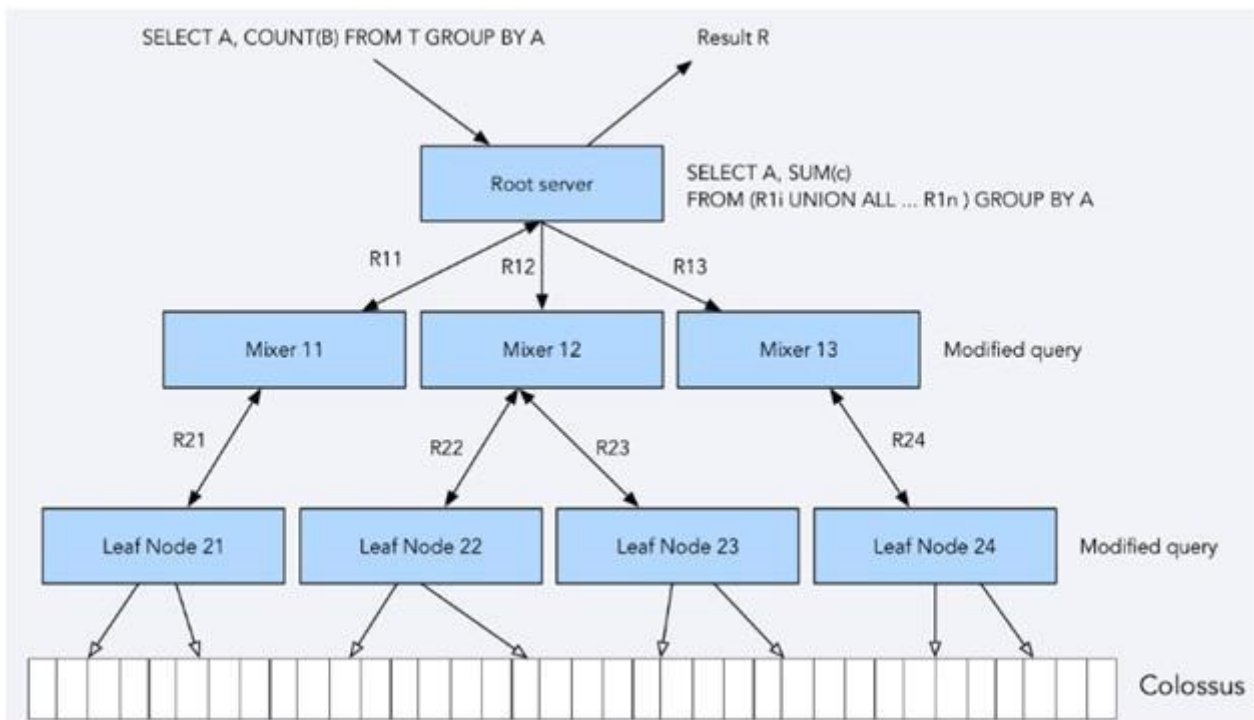 SELECT A, COUNT(B) FROM T GROUP BY A
Result R
Root server
SELECT A, SUM(c)
FROM (R1i UNION ALL ... R1n ) GROUP BY A
R11
R12
R13
Mixer 11
Mixer 12
Mixer 13
Modified query
R21
R22
R23
R24
Leaf Node 21
Leaf Node 22
Leaf Node 23
Leaf Node 24
Modified query
Colossus